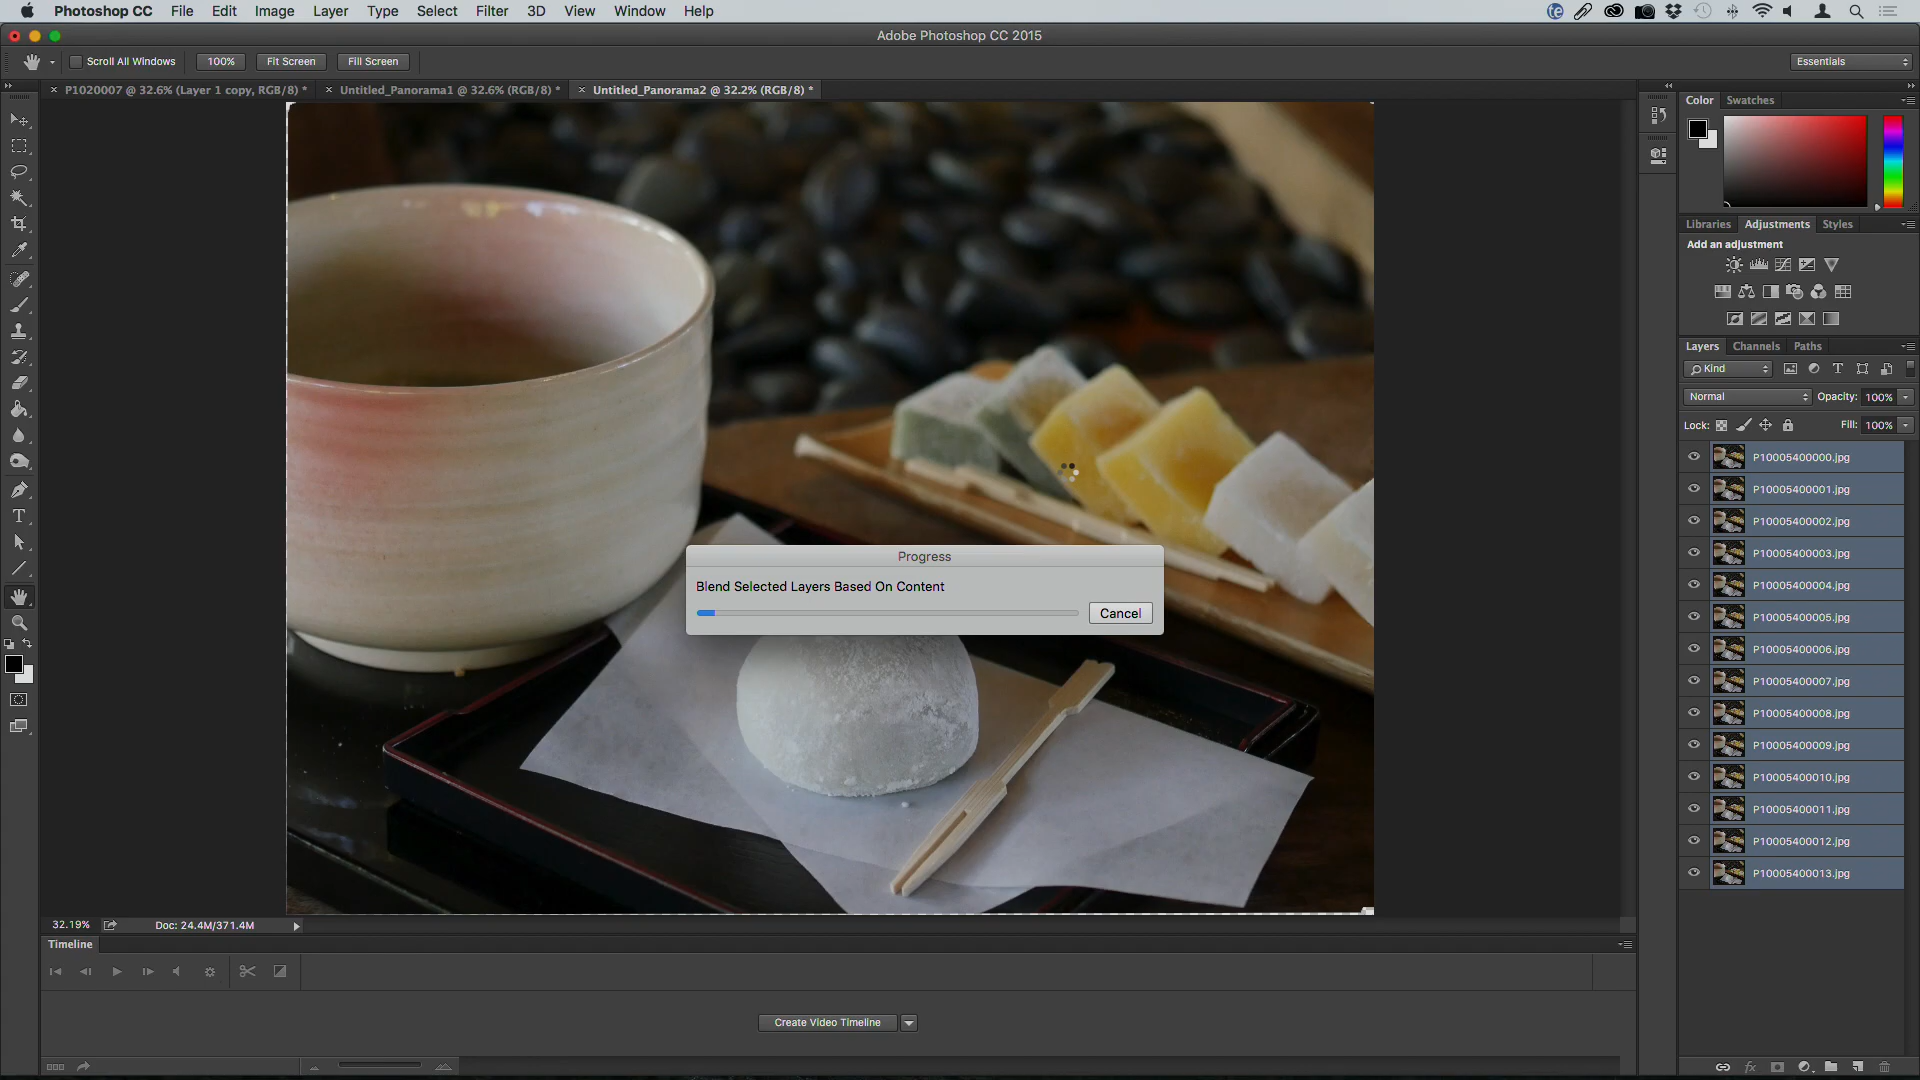 Photoshop CC File Edit Image Layer Type Select Filter 3D View Window Help
Adobe Photoshop CC 2015
Scroll All Windows 100% Fit Screen Fill Screen Essentials
× P1020007 @ 32.6% (Layer 1 copy, RGB/8) * × Untitled_Panorama1 @ 32.6% (RGB/8) * × Untitled_Panorama2 @ 32.2% (RGB/8) *
Color Swatches
Libraries Adjustments Styles
Add an adjustment
Layers Channels Paths
Kind
Normal Opacity: 100%
Lock: Fill: 100%
P10005400000.jpg
P10005400001.jpg
P10005400002.jpg
P10005400003.jpg
P10005400004.jpg
P10005400005.jpg
P10005400006.jpg
P10005400007.jpg
P10005400008.jpg
P10005400009.jpg
P10005400010.jpg
P10005400011.jpg
P10005400012.jpg
P10005400013.jpg
Progress
Blend Selected Layers Based On Content
Cancel
32.19% Doc: 24.4M/371.4M
Timeline
Create Video Timeline
fx